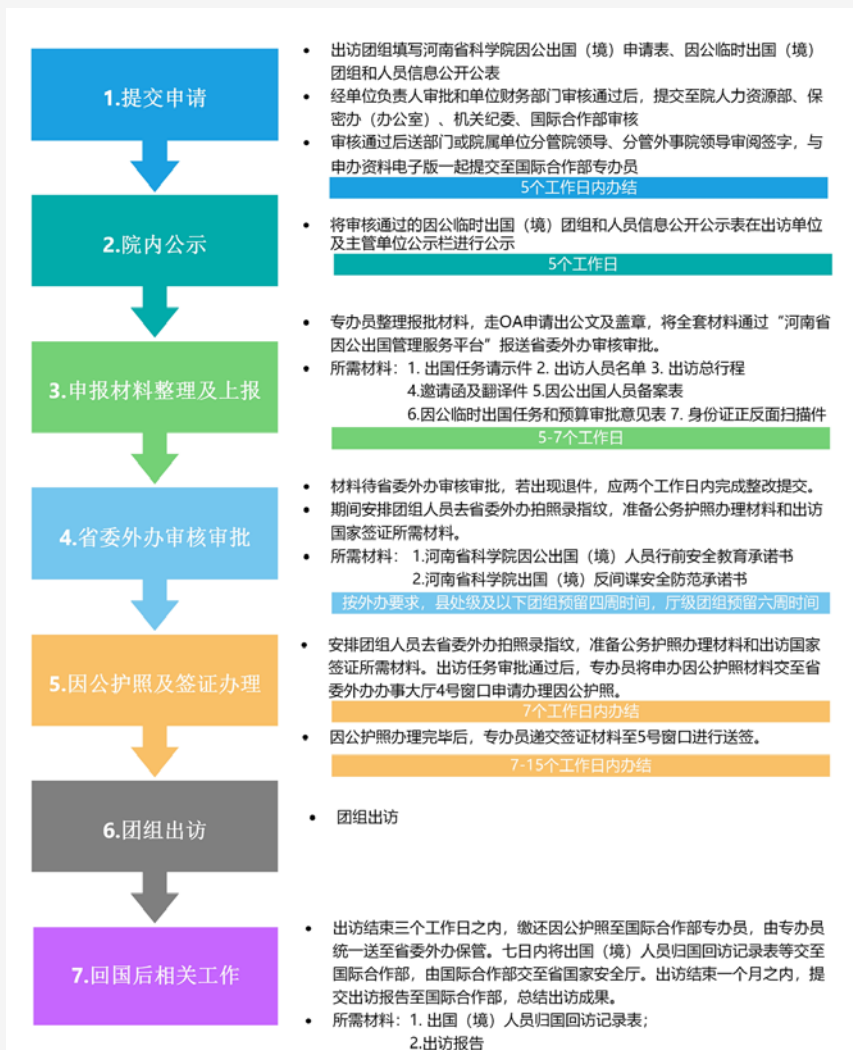 1.提交申请
• 出访团组填写河南省科学院因公出国（境）申请表、因公临时出国（境）
团组和人员信息公开公表
• 经单位负责人审批和单位财务部门审核通过后，提交至院人力资源部、保
密办（办公室）、机关纪委、国际合作部审核
• 审核通过后送部门或院属单位分管院领导、分管外事院领导审阅签字，与
申办资料电子版一起提交至国际合作部专办员
5个工作日内办结
2.院内公示
• 将审核通过的因公临时出国（境）团组和人员信息公开公示表在出访单位
及主管单位公示栏进行公示
5个工作日
3.申报材料整理及上报
• 专办员整理报批材料，走OA申请出公文及盖章，将全套材料通过“河南省
因公出国管理服务平台”报送省委外办审核审批。
• 所需材料：1. 出国任务请示件 2. 出访人员名单 3. 出访总行程
4.邀请函及翻译件 5.因公出国人员备案表
6.因公临时出国任务和预算审批意见表 7. 身份证正反面扫描件
5-7个工作日
4.省委外办审核审批
• 材料待省委外办审核审批，若出现退件，应两个工作日内完成整改提交。
• 期间安排团组人员去省委外办拍照录指纹，准备公务护照办理材料和出访
国家签证所需材料。
• 所需材料： 1.河南省科学院因公出国（境）人员行前安全教育承诺书
2.河南省科学院出国（境）反间谍安全防范承诺书
按外办要求，县处级及以下团组预留四周时间，厅级团组预留六周时间
5.因公护照及签证办理
• 安排团组人员去省委外办拍照录指纹，准备公务护照办理材料和出访国家
签证所需材料。出访任务审批通过后，专办员将申办因公护照材料交至省
委外办办事大厅4号窗口申请办理因公护照。
7个工作日内办结
• 因公护照办理完毕后，专办员递交签证材料至5号窗口进行送签。
7-15个工作日内办结
6.团组出访
• 团组出访
7.回国后相关工作
• 出访结束三个工作日之内，缴还因公护照至国际合作部专办员，由专办员
统一送至省委外办保管。七日内将出国（境）人员归国回访记录表等交至
国际合作部，由国际合作部交至省国家安全厅。出访结束一个月之内，提
交出访报告至国际合作部，总结出访成果。
• 所需材料：1. 出国（境）人员归国回访记录表；
2.出访报告